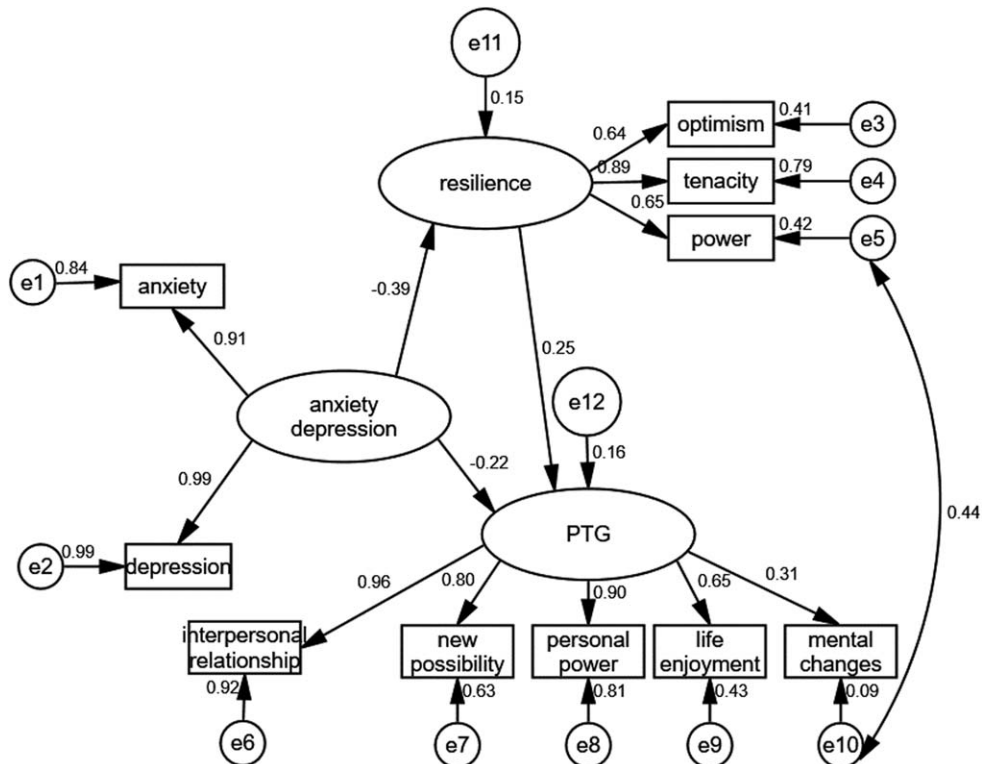 e11
0.15
resilience
0.64
optimism
0.41
e3
0.89
tenacity
0.79
e4
0.65
power
0.42
e5
e1
0.84
anxiety
-0.39
0.91
0.25
anxiety
depression
e12
0.16
-0.22
0.99
0.44
e2
0.99
depression
PTG
0.96
0.80
0.90
0.65
0.31
interpersonal
relationship
new
possibility
personal
power
life
enjoyment
mental
changes
0.92
0.63
0.81
0.43
0.09
e6
e7
e8
e9
e10